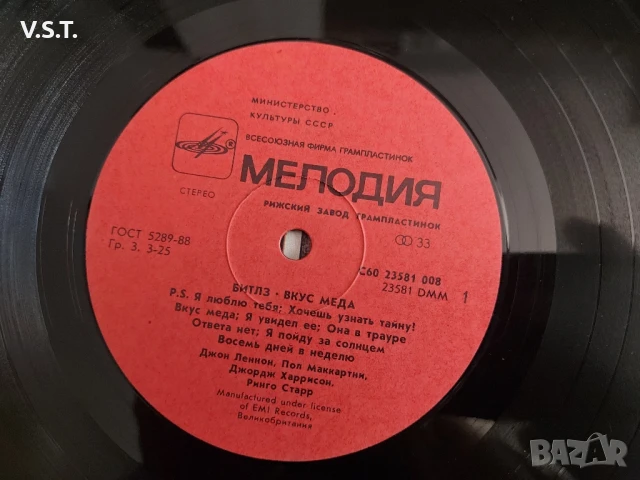 V.S.T.
МИНИСТЕРСТВО
КУЛЬТУРЫ СССР
ВСЕСОЮЗНАЯ ФИРМА ГРАМПЛАСТИНОК
®
МЕЛОДИЯ
СТЕРЕО
РИЖСКИЙ ЗАВОД ГРАМПЛАСТИНОК
ГОСТ 5289-88
Гр. 3. 3-25
33
С60 23581 008
23581 DMM 1
БИТЛЗ · ВКУС МЕДА
P.S. Я люблю тебя; Хочешь узнать тайну!
Вкус меда; Я увидел ее; Она в трауре
Ответа нет; Я пойду за солнцем
Восемь дней в неделю
Джон Леннон, Пол Маккартни,
Джордж Харрисон,
Ринго Старр
Manufactured under license
of EMI Records,
Великобритания
BAZAR